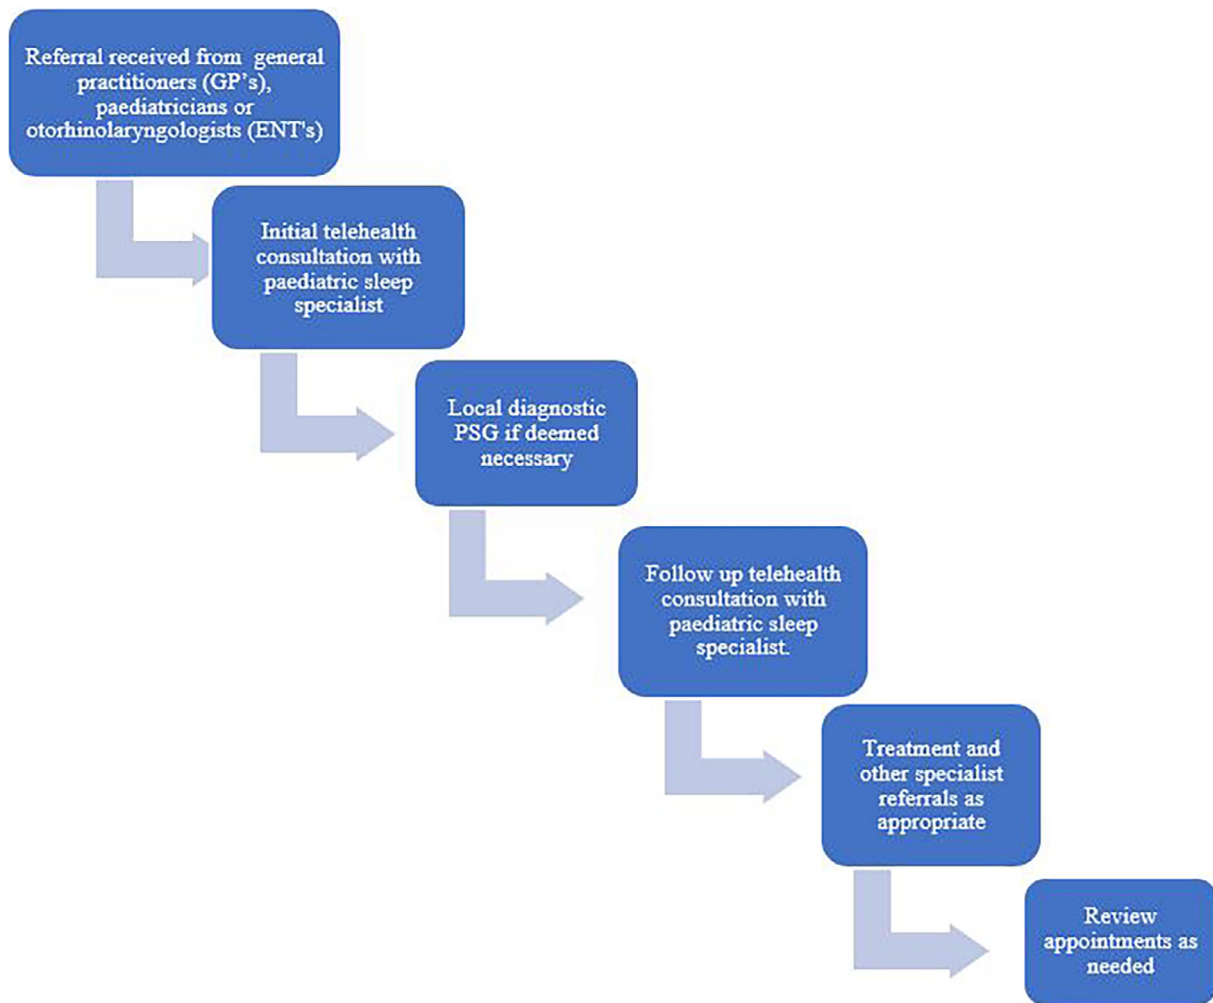 Referral received from general
practitioners (GP’s),
paediatricians or
otorhinolaryngologists (ENT's)
Initial telehealth
consultation with
paediatric sleep
specialist
Local diagnostic
PSG if deemed
necessary
Follow up telehealth
consultation with
paediatric sleep
specialist.
Treatment and
other specialist
referrals as
appropriate
Review
appointments as
needed